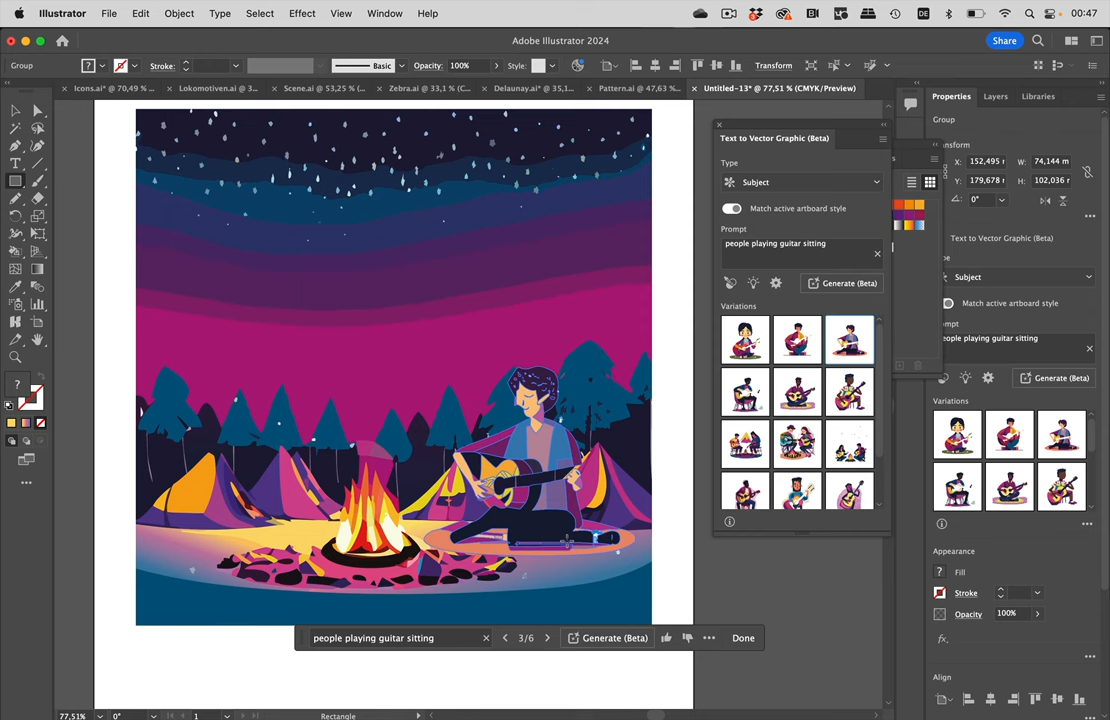 Illustrator File Edit Object Type Select Effect View Window Help
DE 00:47
Adobe Illustrator 2024
Share
Group
?
Stroke:
Basic
Opacity: 100%
Style:
Transform
Icons.ai* @ 70,49 % ...
Lokomotiven.ai @ 3...
Scene.ai @ 53,25 % (...
Zebra.ai @ 33,1 % (C...
Delaunay.ai* @ 35,1...
Pattern.ai @ 47,63 %...
Untitled-13* @ 77,51 % (CMYK/Preview)
Text to Vector Graphic (Beta)
Type
Subject
Match active artboard style
Prompt
people playing guitar sitting
Generate (Beta)
Variations
Properties Layers Libraries
Group
ransform
X: 152,495 r
W: 74,144 m
Y: 179,678 r
H: 102,036 r
0°
Text to Vector Graphic (Beta)
Subject
Match active artboard style
eople playing guitar sitting
Generate (Beta)
Variations
Appearance
? Fill
Stroke
Opacity 100%
fx.
Align
people playing guitar sitting
3/6
Generate (Beta)
Done
77,51%
0°
1
Rectangle